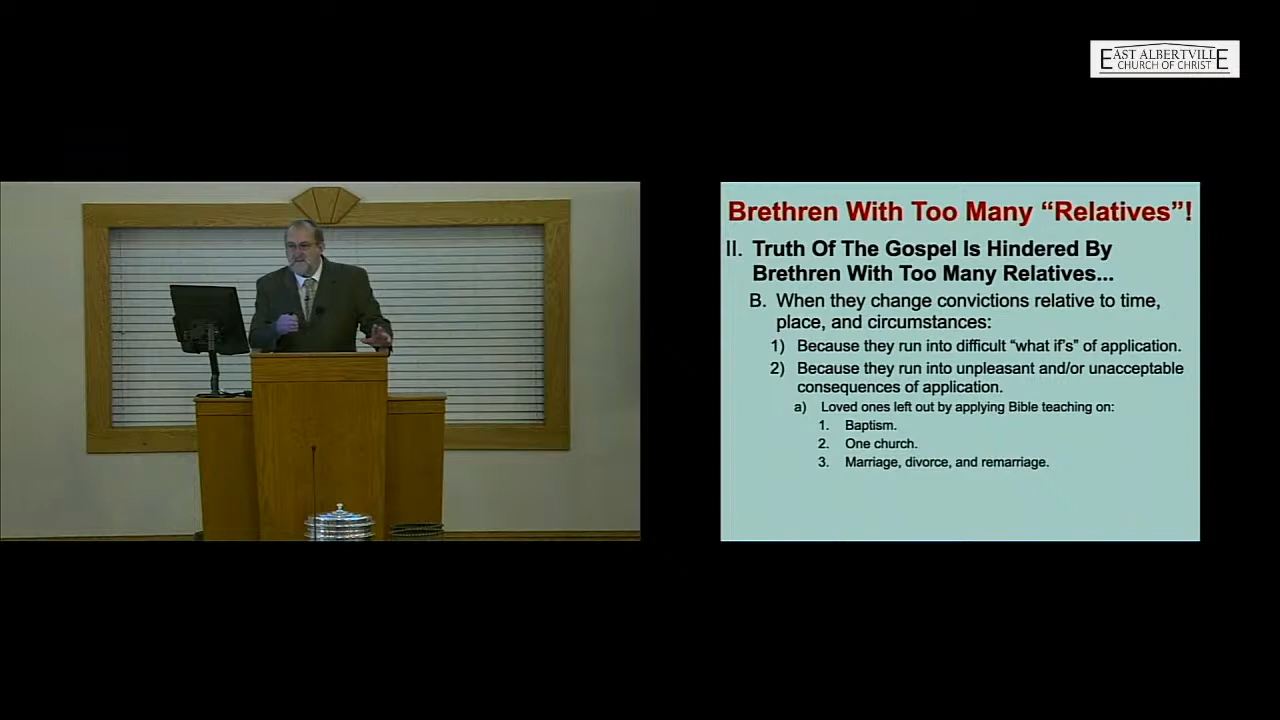 EAST ALBERTVILLE
CHURCH OF CHRIST
Brethren With Too Many “Relatives”!
II. Truth Of The Gospel Is Hindered By
Brethren With Too Many Relatives...
B. When they change convictions relative to time,
place, and circumstances:
1) Because they run into difficult “what if's” of application.
2) Because they run into unpleasant and/or unacceptable
consequences of application.
a) Loved ones left out by applying Bible teaching on:
1. Baptism.
2. One church.
3. Marriage, divorce, and remarriage.